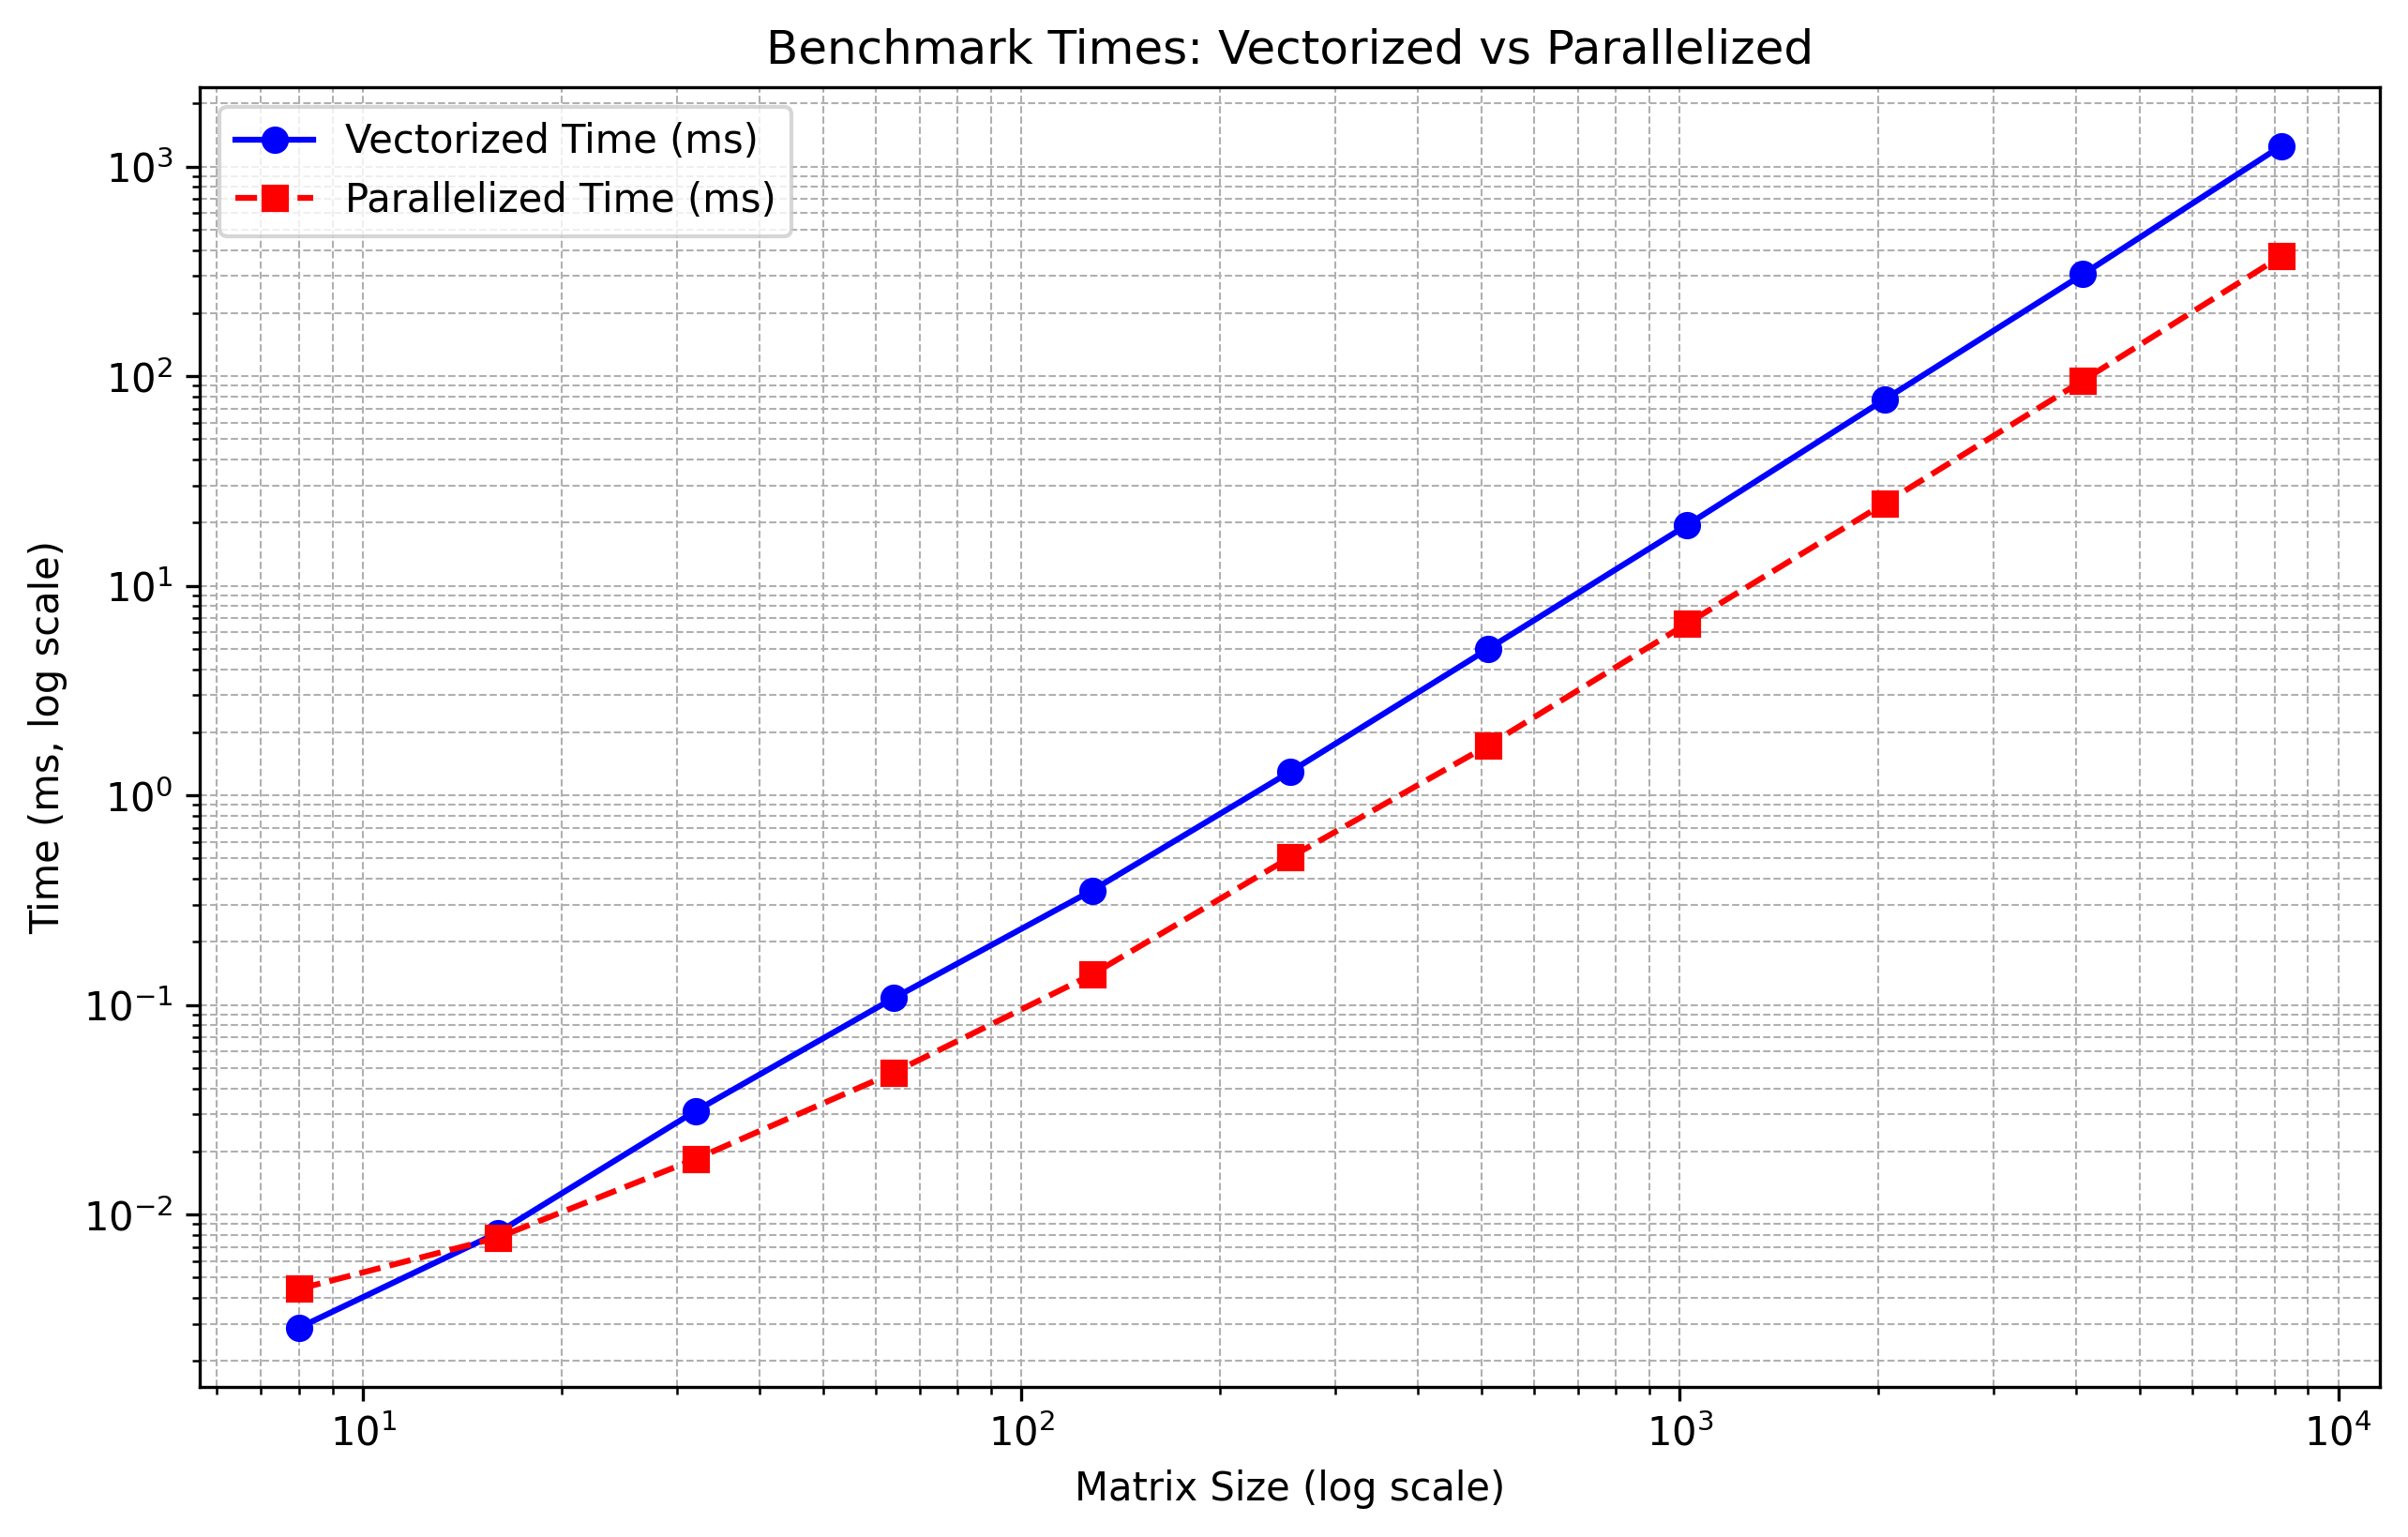 Benchmark Times: Vectorized vs Parallelized
Vectorized Time (ms)
Parallelized Time (ms)
Time (ms, log scale)
10³
10²
10¹
10⁰
10⁻¹
10⁻²
10¹ 10² 10³ 10⁴
Matrix Size (log scale)